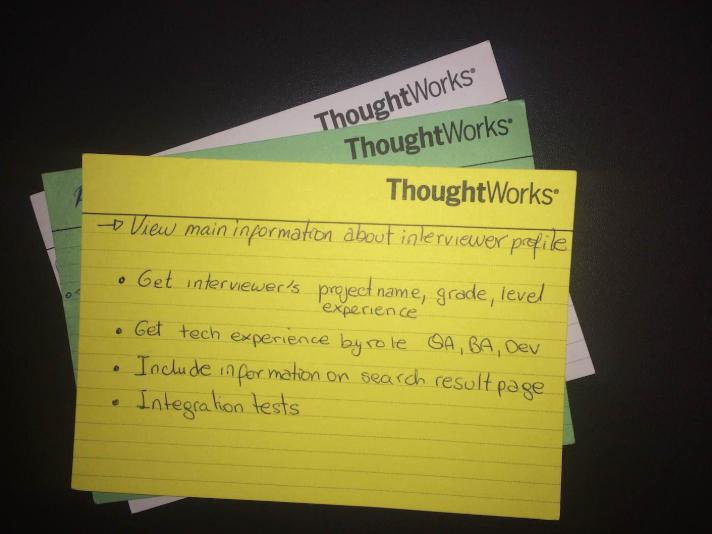 ThoughtWorks®
ThoughtWorks®
ThoughtWorks®
→ View main information about interviewer profile
• Get interviewer's project name, grade, level
experience
• Get tech experience by role QA, BA, Dev
• Include information on search result page
• Integration tests